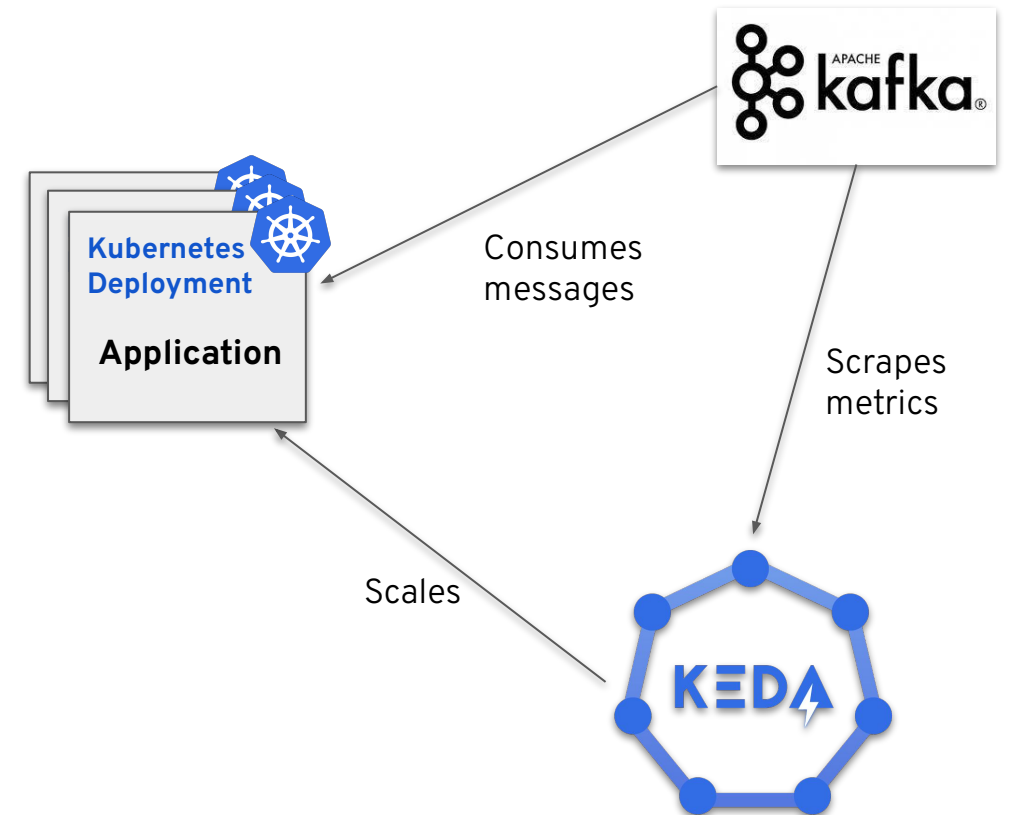 APACHE
kafka®
Kubernetes
Deployment
Application
Consumes
messages
Scrapes
metrics
Scales
KEDA